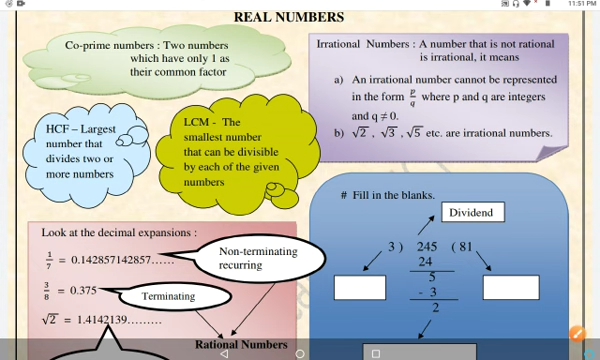 11:51 PM
REAL NUMBERS
Co-prime numbers : Two numbers
which have only 1 as
their common factor
Irrational Numbers : A number that is not rational
is irrational, it means
a) An irrational number cannot be represented
in the form p/q where p and q are integers
and q ≠ 0.
b) √2 , √3 , √5 etc. are irrational numbers.
HCF – Largest
number that
divides two or
more numbers
LCM - The
smallest number
that can be divisible
by each of the given
numbers
# Fill in the blanks.
Dividend
3 ) 245 ( 81
24
5
- 3
2
Look at the decimal expansions :
1/7 = 0.142857142857......
Non-terminating
recurring
3/8 = 0.375
Terminating
√2 = 1.4142139.........
Rational Numbers